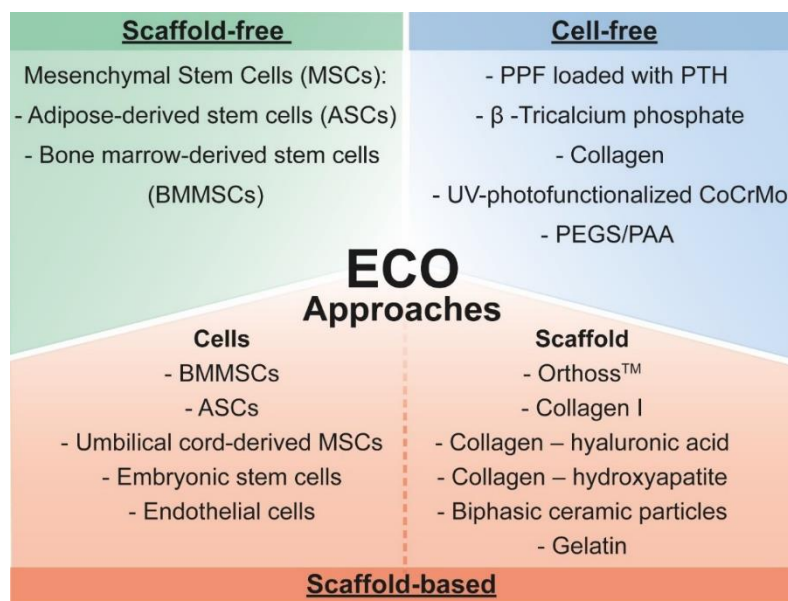 Scaffold-free
Mesenchymal Stem Cells (MSCs):
- Adipose-derived stem cells (ASCs)
- Bone marrow-derived stem cells
(BMMSCs)
Cell-free
- PPF loaded with PTH
- β -Tricalcium phosphate
- Collagen
- UV-photofunctionalized CoCrMo
- PEGS/PAA
ECO
Approaches
Cells
- BMMSCs
- ASCs
- Umbilical cord-derived MSCs
- Embryonic stem cells
- Endothelial cells
Scaffold
- Orthoss™
- Collagen I
- Collagen – hyaluronic acid
- Collagen – hydroxyapatite
- Biphasic ceramic particles
- Gelatin
Scaffold-based